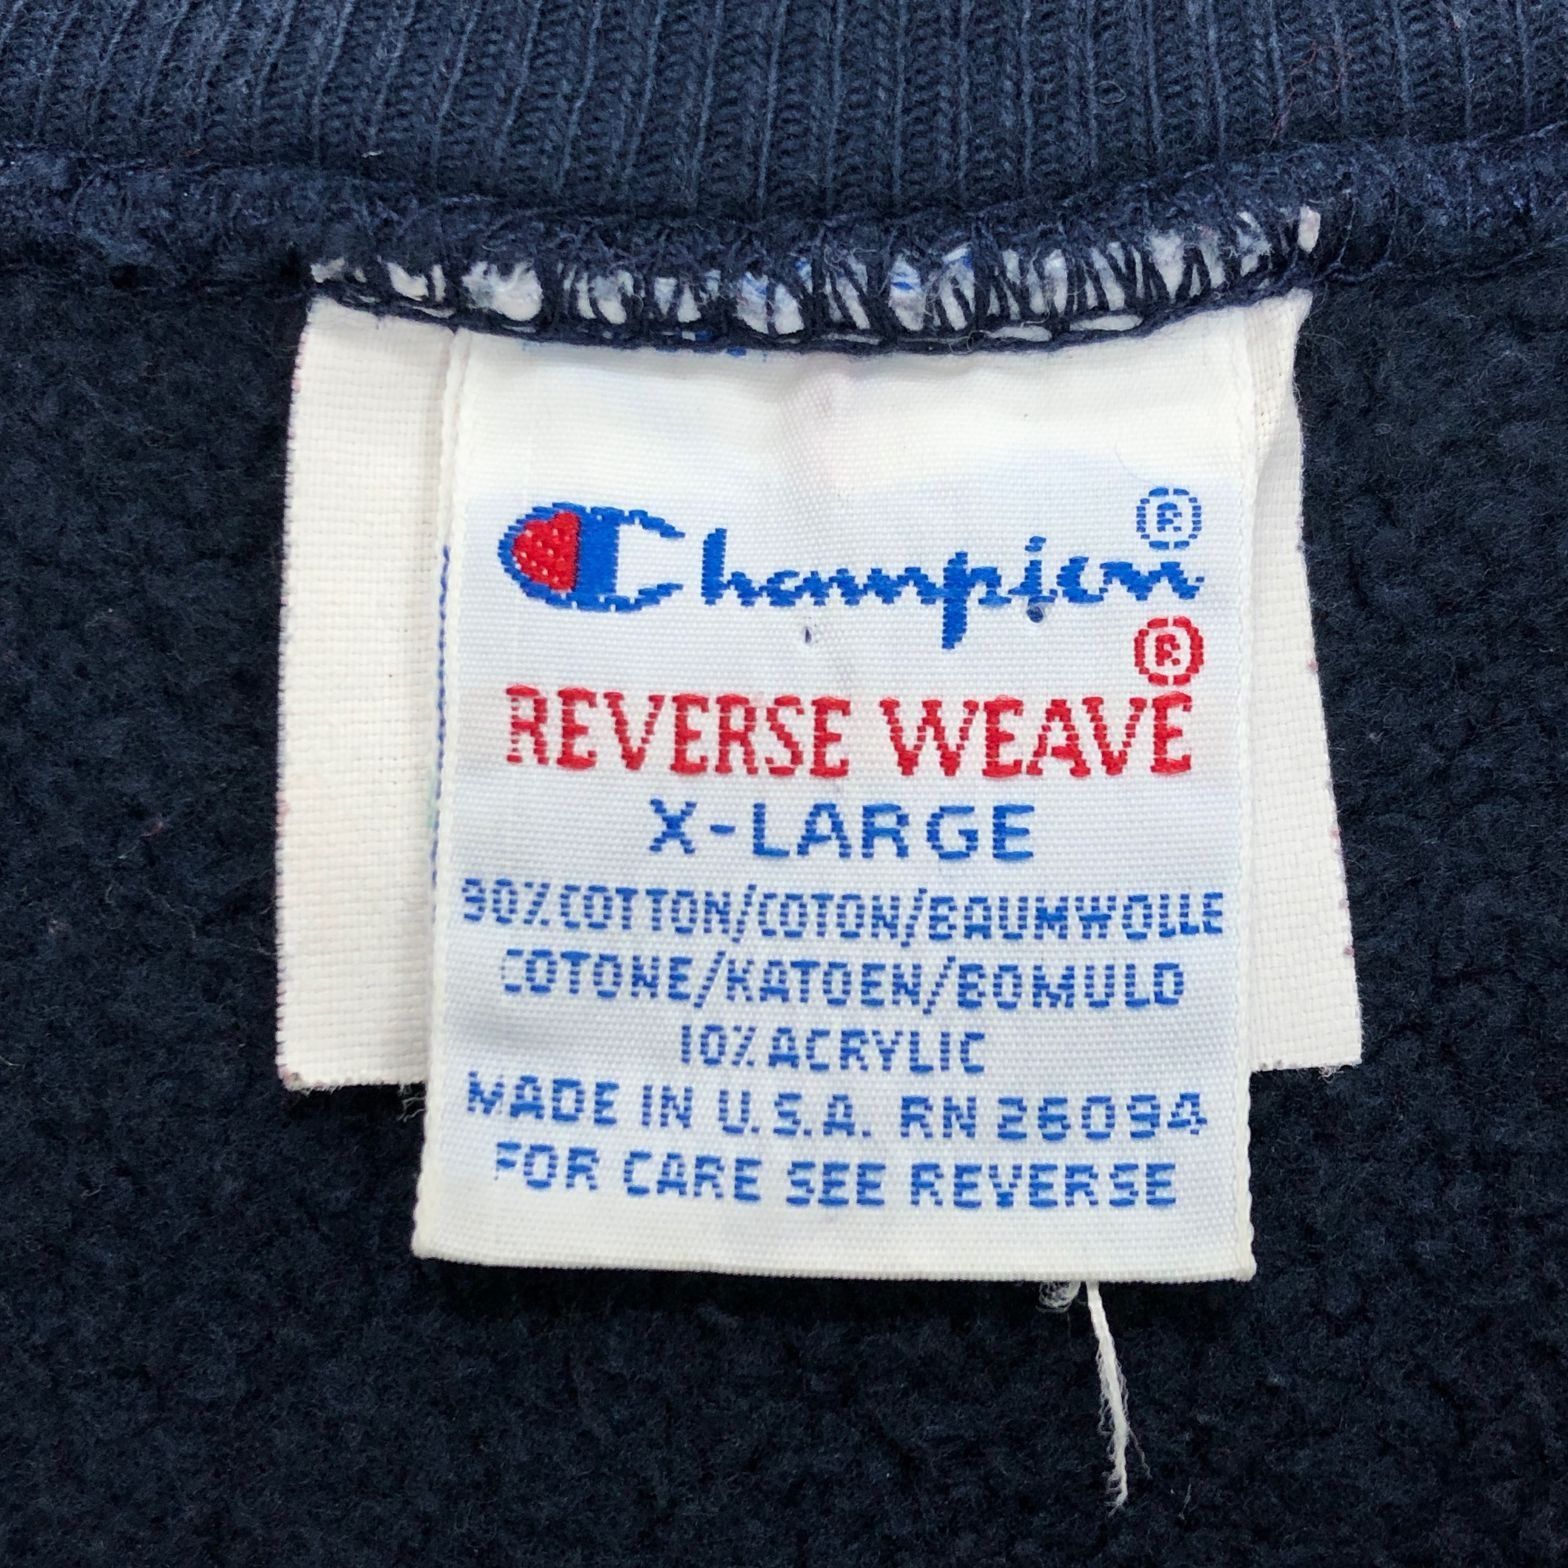 Champion®
®
REVERSE WEAVE
X-LARGE
90%COTTON/COTON/BAUMWOLLE
COTONE/KATOEN/BOMULD
10%ACRYLIC
MADE IN U.S.A. RN 26094
FOR CARE SEE REVERSE